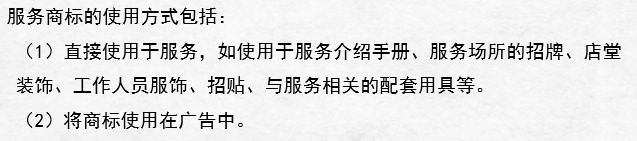 服务商标的使用方式包括：
（1）直接使用于服务，如使用于服务介绍手册、服务场所的招牌、店堂
装饰、工作人员服饰、招贴、与服务相关的配套用具等。
（2）将商标使用在广告中。